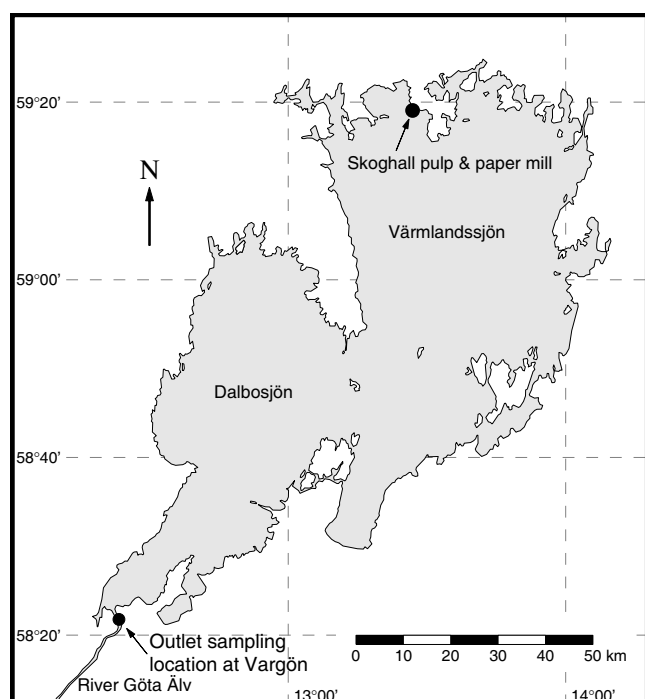 59°20'
Skoghall pulp & paper mill
N
Värmlandssjön
59°00'
Dalbosjön
58°40'
58°20'
Outlet sampling
location at Vargön
0 10 20 30 40 50 km
River Göta Älv
13°00'
14°00'